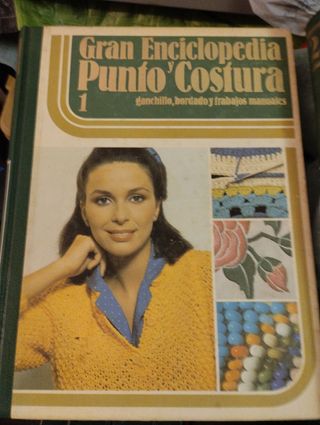 Gran Enciclopedia
Punto y Costura
1
ganchillo, bordado y trabajos manuales